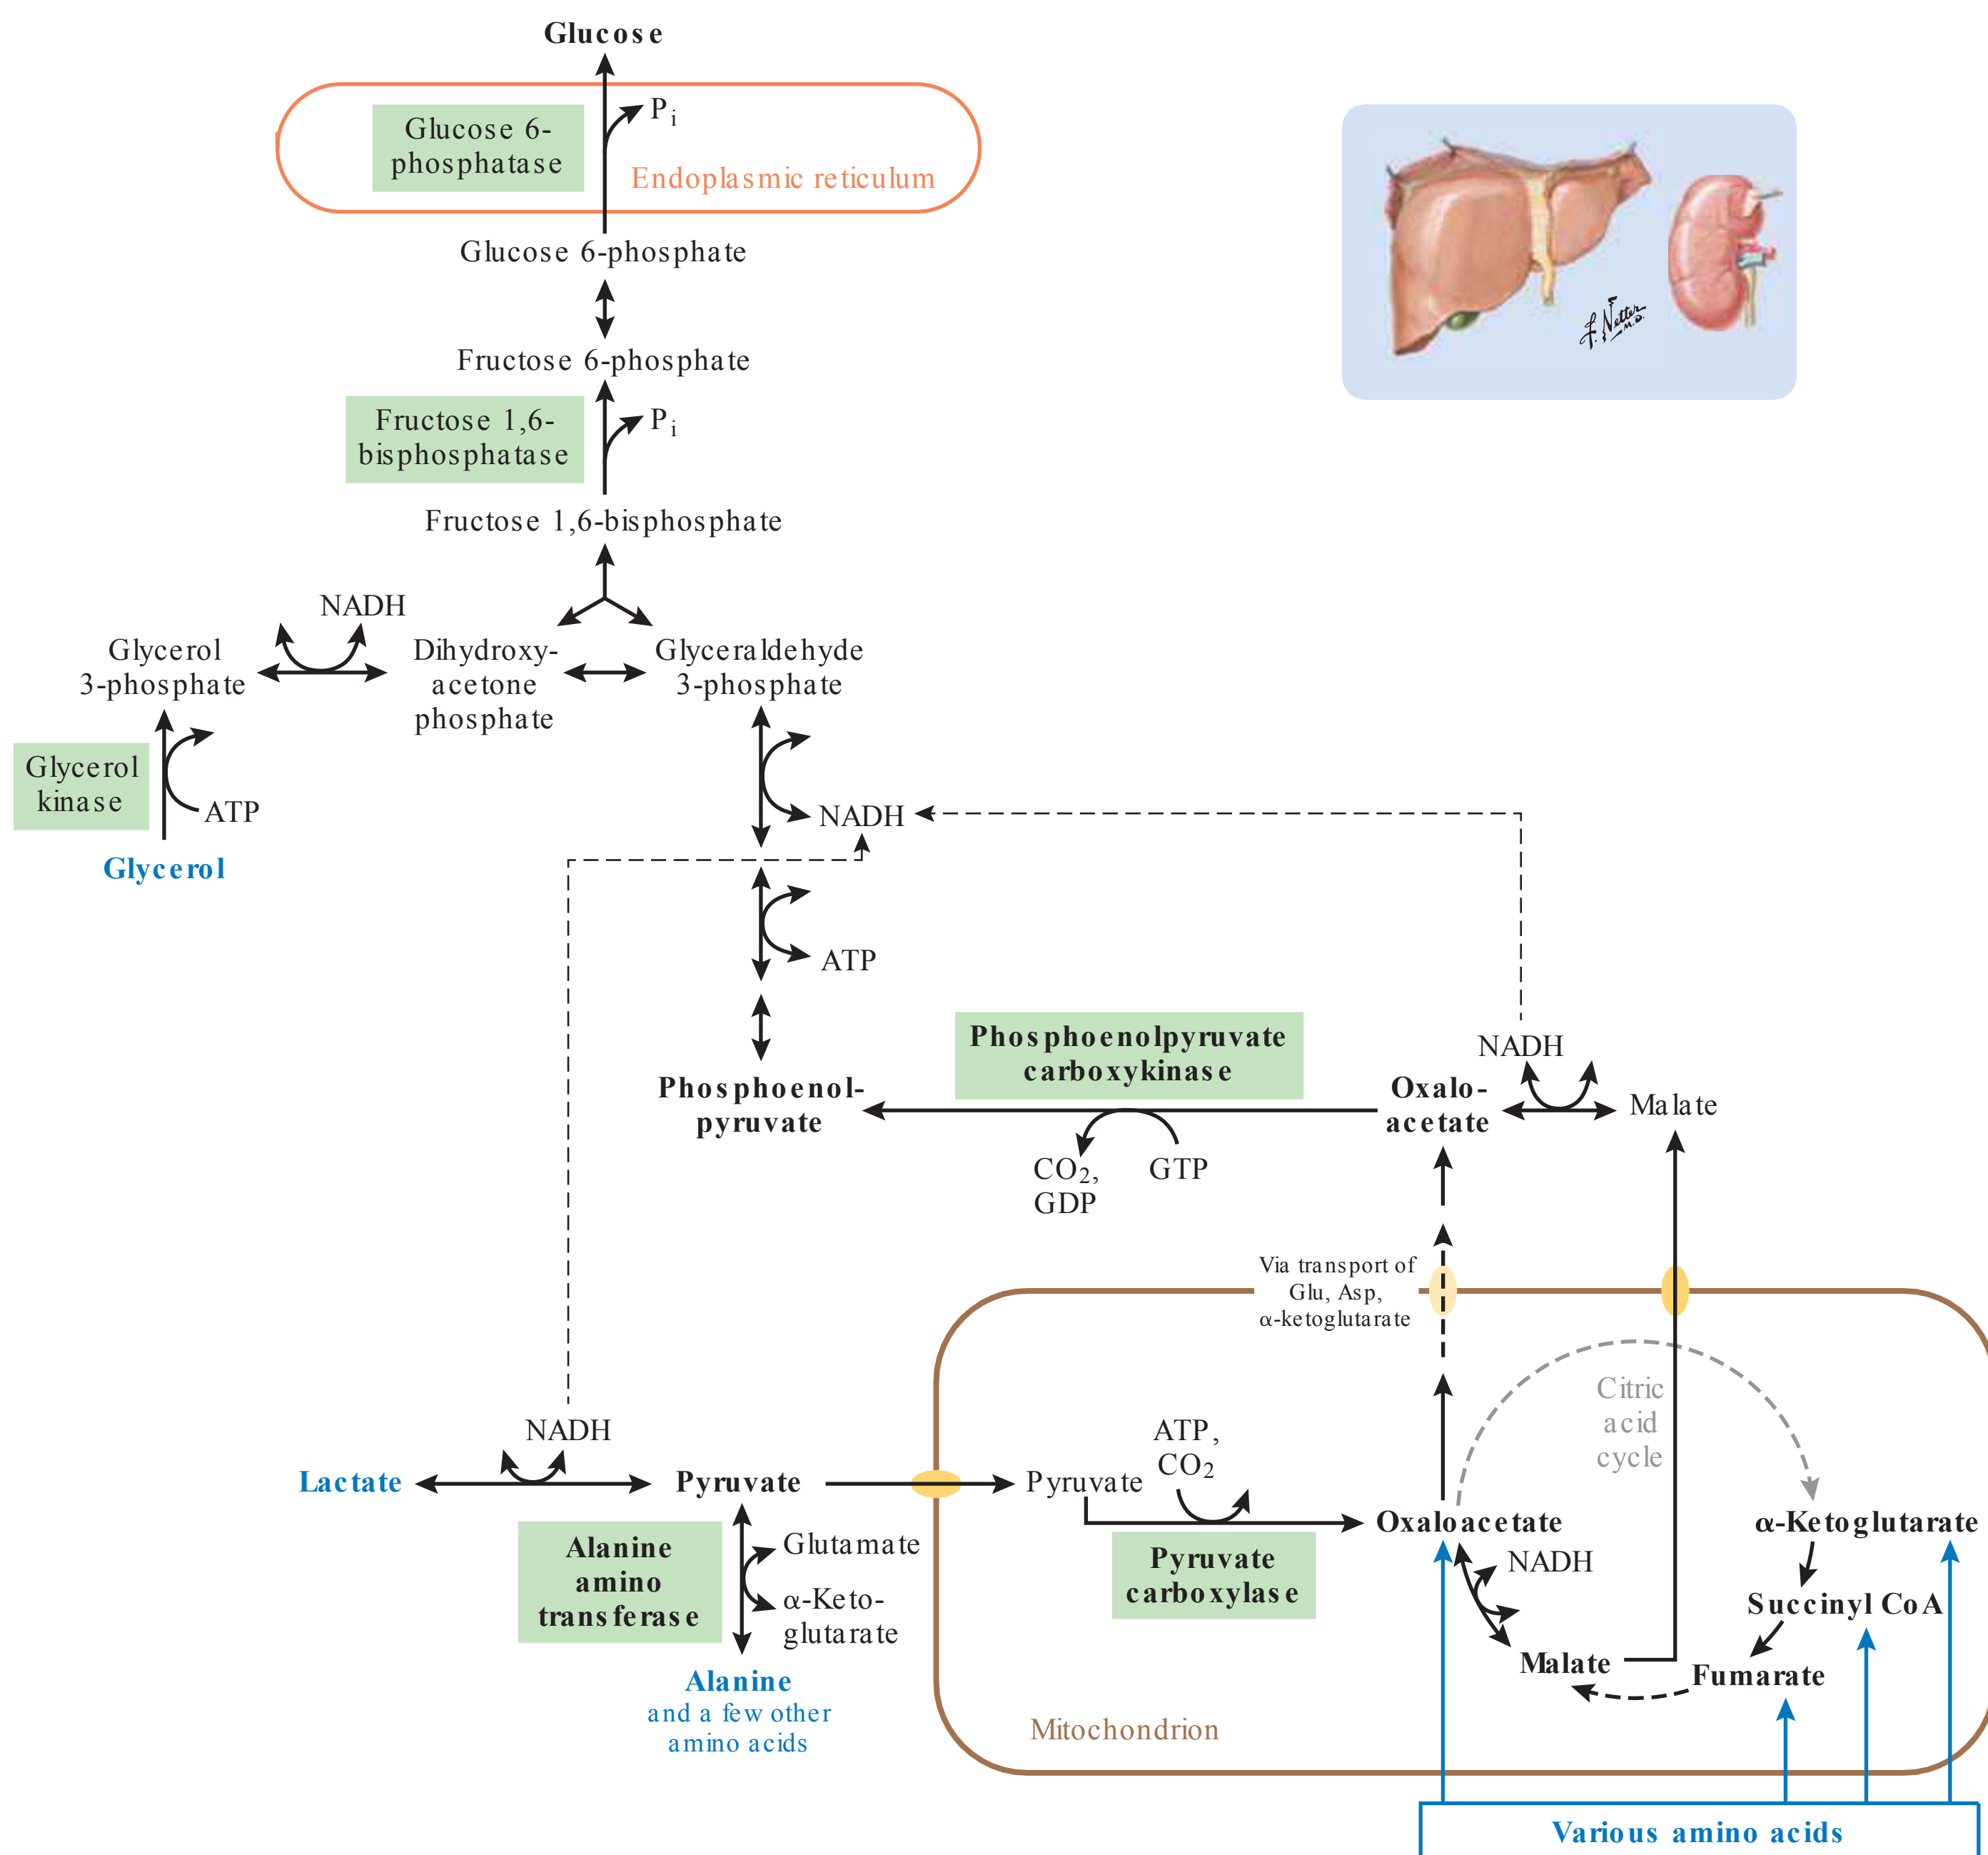 Glucose
Glucose 6-
phosphatase
Pi
Endoplasmic reticulum
Glucose 6-phosphate
Fructose 6-phosphate
Fructose 1,6-
bisphosphatase
Pi
Fructose 1,6-bisphosphate
NADH
Glycerol
3-phosphate
Dihydroxy-
acetone
phosphate
Glyceraldehyde
3-phosphate
Glycerol
kinase
ATP
Glycerol
NADH
ATP
Phosphoenol-
pyruvate
Phosphoenolpyruvate
carboxykinase
CO2,
GDP
GTP
Oxalo-
acetate
NADH
Malate
Via transport of
Glu, Asp,
α-ketoglutarate
Citric
acid
cycle
Lactate
NADH
Pyruvate
Pyruvate
ATP,
CO2
Pyruvate
carboxylase
Oxaloacetate
NADH
Malate
α-Ketoglutarate
Succinyl CoA
Fumarate
Alanine
amino
transferase
Glutamate
α-Keto-
glutarate
Alanine
and a few other
amino acids
Mitochondrion
Various amino acids
F. Netter
M.D.